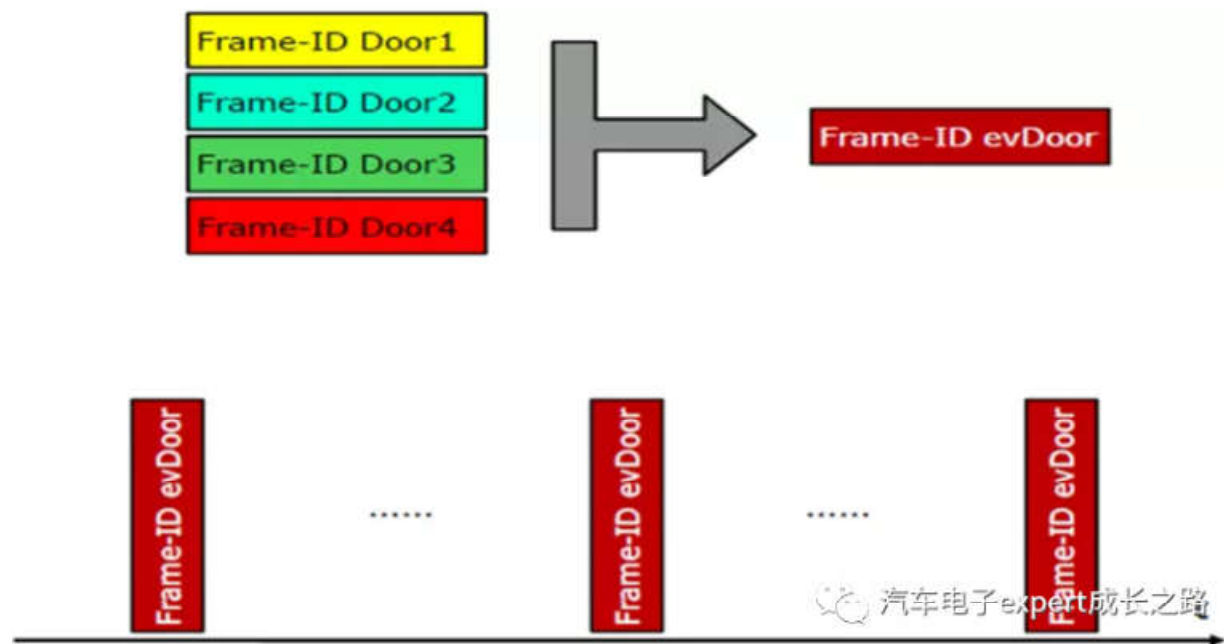 Frame-ID Door1
Frame-ID Door2
Frame-ID Door3
Frame-ID Door4
Frame-ID evDoor
Frame-ID evDoor
......
Frame-ID evDoor
......
Frame-ID evDoor
汽车电子expert成长之路